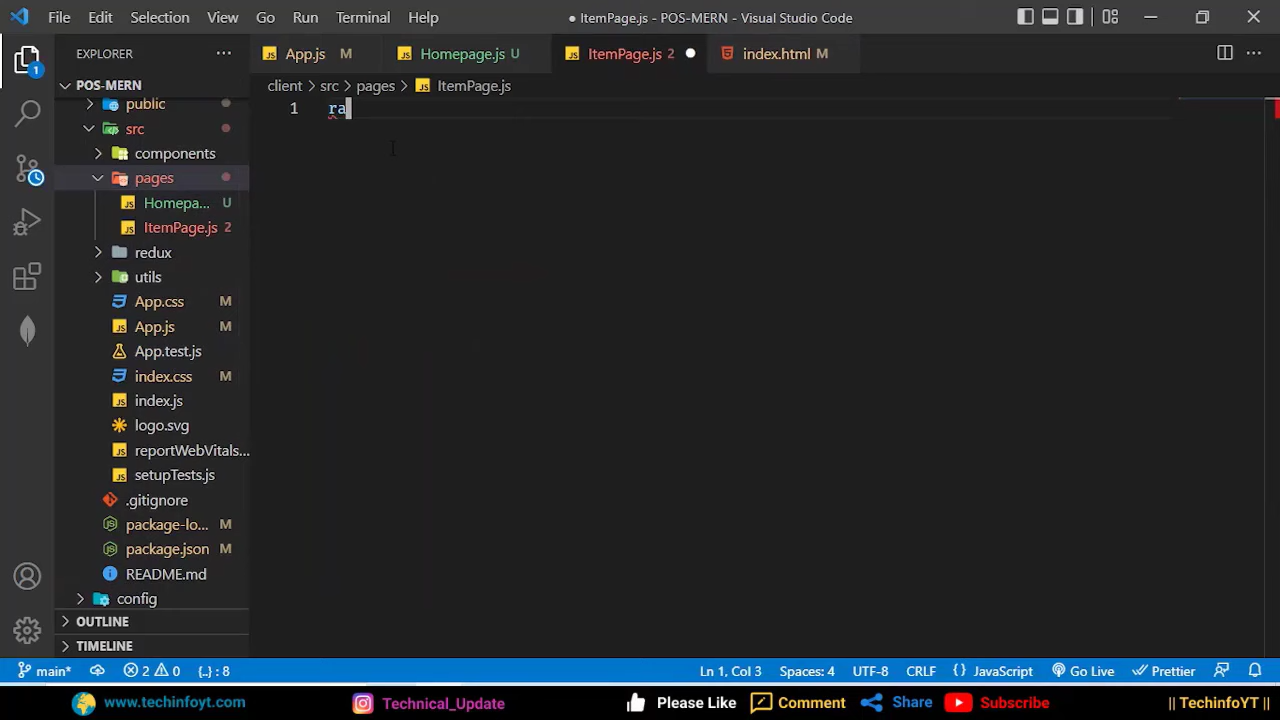 File Edit Selection View Go Run Terminal Help
● ItemPage.js - POS-MERN - Visual Studio Code
EXPLORER ···
App.js M
Homepage.js U
ItemPage.js 2
index.html M
POS-MERN
client > src > pages > ItemPage.js
1 ra
public
src
components
pages
Homepa... U
ItemPage.js 2
redux
utils
App.css M
App.js M
App.test.js
index.css M
index.js
logo.svg
reportWebVitals...
setupTests.js
.gitignore
package-lo... M
package.json M
README.md
config
OUTLINE
TIMELINE
1
main* 2 0 {..} : 8 Ln 1, Col 3 Spaces: 4 UTF-8 CRLF {} JavaScript Go Live Prettier
www.techinfoyt.com Technical_Update Please Like Comment Share Subscribe || TechinfoYT ||